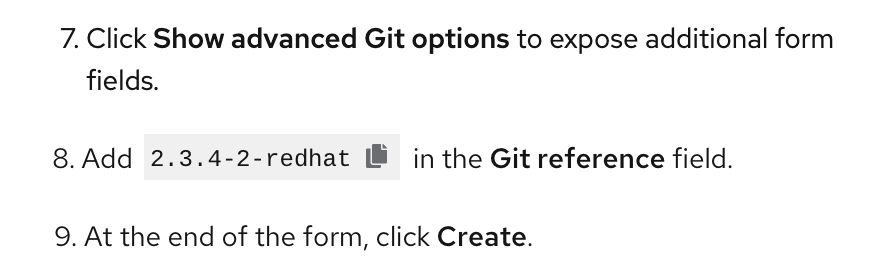 7. Click Show advanced Git options to expose additional form
fields.
8. Add 2.3.4-2-redhat in the Git reference field.
9. At the end of the form, click Create.